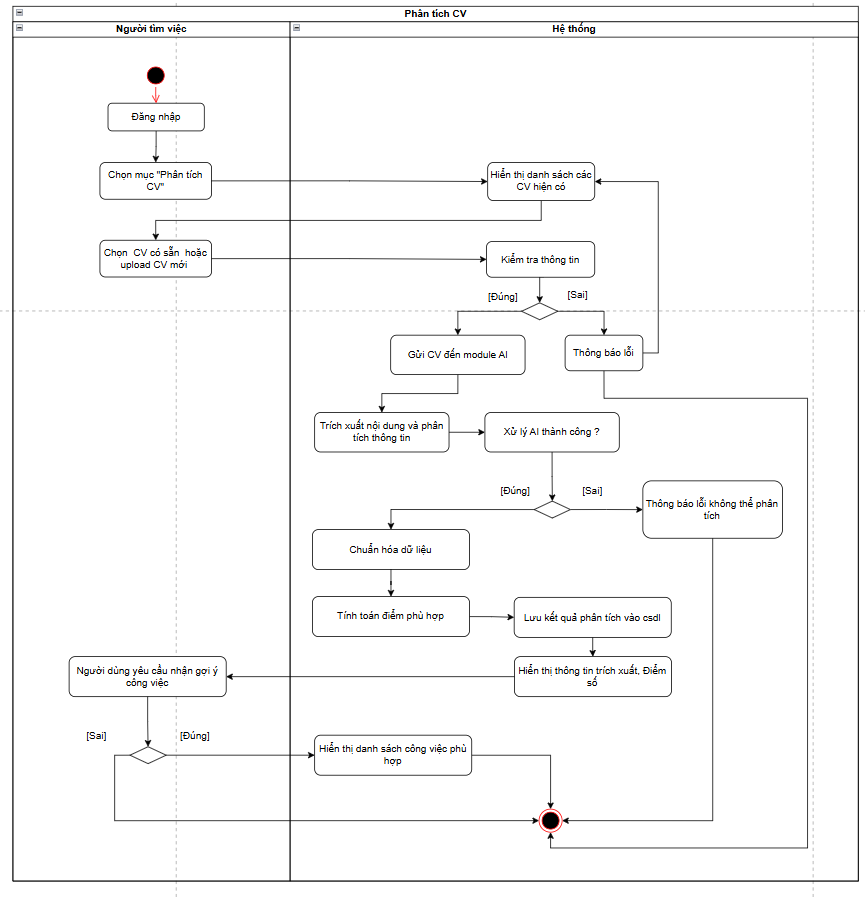 Phân tích CV
Người tìm việc
Hệ thống
Đăng nhập
Chọn mục "Phân tích
CV"
Hiển thị danh sách các
CV hiện có
Chọn CV có sẵn hoặc
upload CV mới
Kiểm tra thông tin
[Đúng]
[Sai]
Gửi CV đến module AI
Thông báo lỗi
Trích xuất nội dung và phân
tích thông tin
Xử lý AI thành công ?
[Đúng]
[Sai]
Thông báo lỗi không thể phân
tích
Chuẩn hóa dữ liệu
Tính toán điểm phù hợp
Lưu kết quả phân tích vào csdl
Người dùng yêu cầu nhận gợi ý
công việc
Hiển thị thông tin trích xuất, Điểm
số
[Sai]
[Đúng]
Hiển thị danh sách công việc phù
hợp